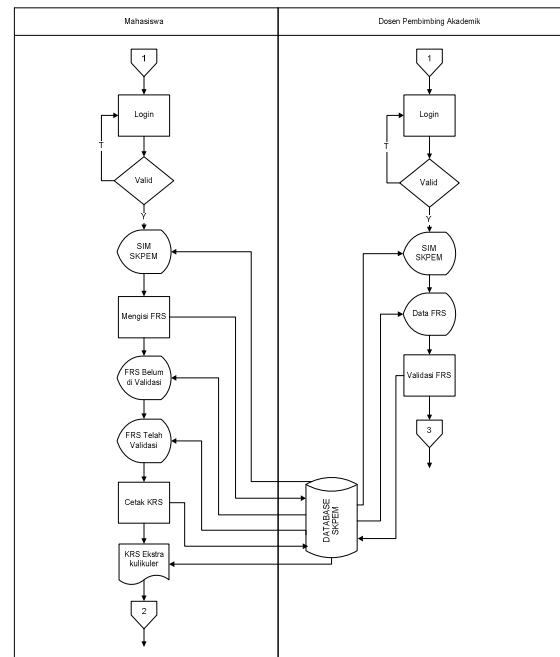 Mahasiswa
Dosen Pembimbing Akademik
1
Login
T
Valid
Y
SIM
SKPEM
Mengisi FRS
FRS Belum
di Validasi
FRS Telah
Validasi
Cetak KRS
KRS Ekstra
kulikuler
2
1
Login
T
Valid
Y
SIM
SKPEM
Data FRS
Validasi FRS
3
DATABASE
SKPEM